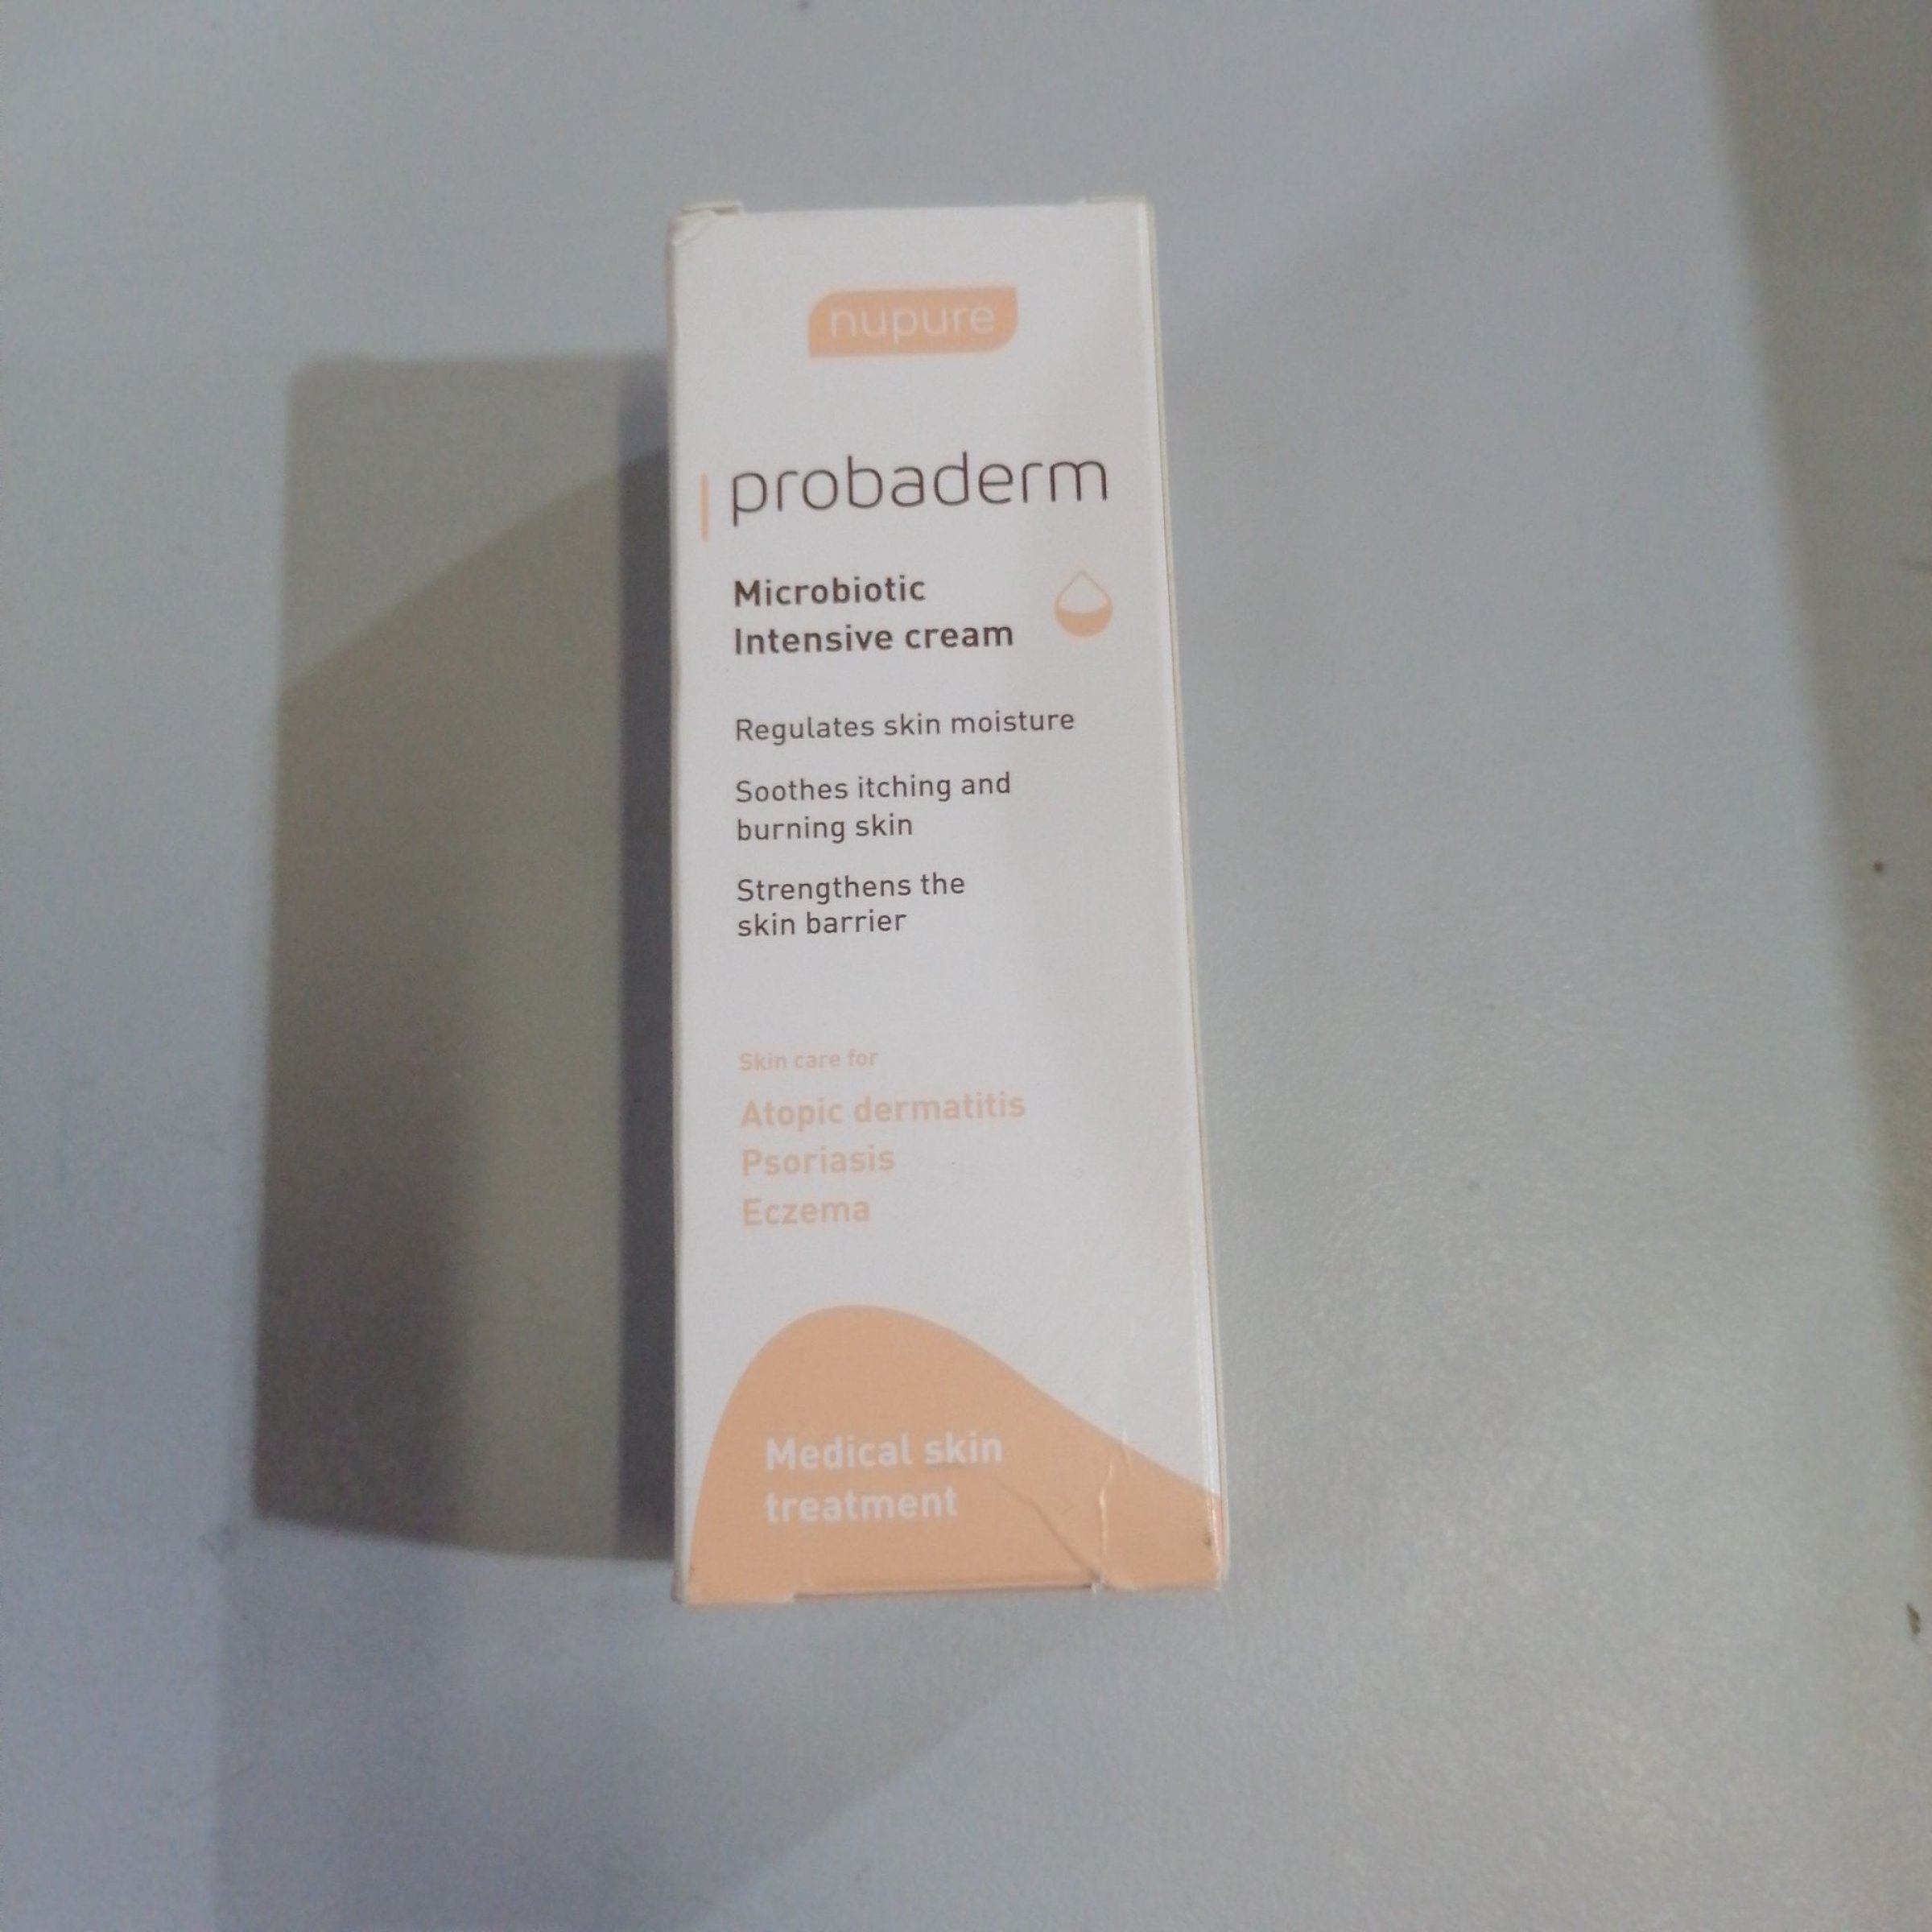 nupure
probaderm
Microbiotic
Intensive cream
Regulates skin moisture
Soothes itching and
burning skin
Strengthens the
skin barrier
Skin care for
Atopic dermatitis
Psoriasis
Eczema
Medical skin
treatment